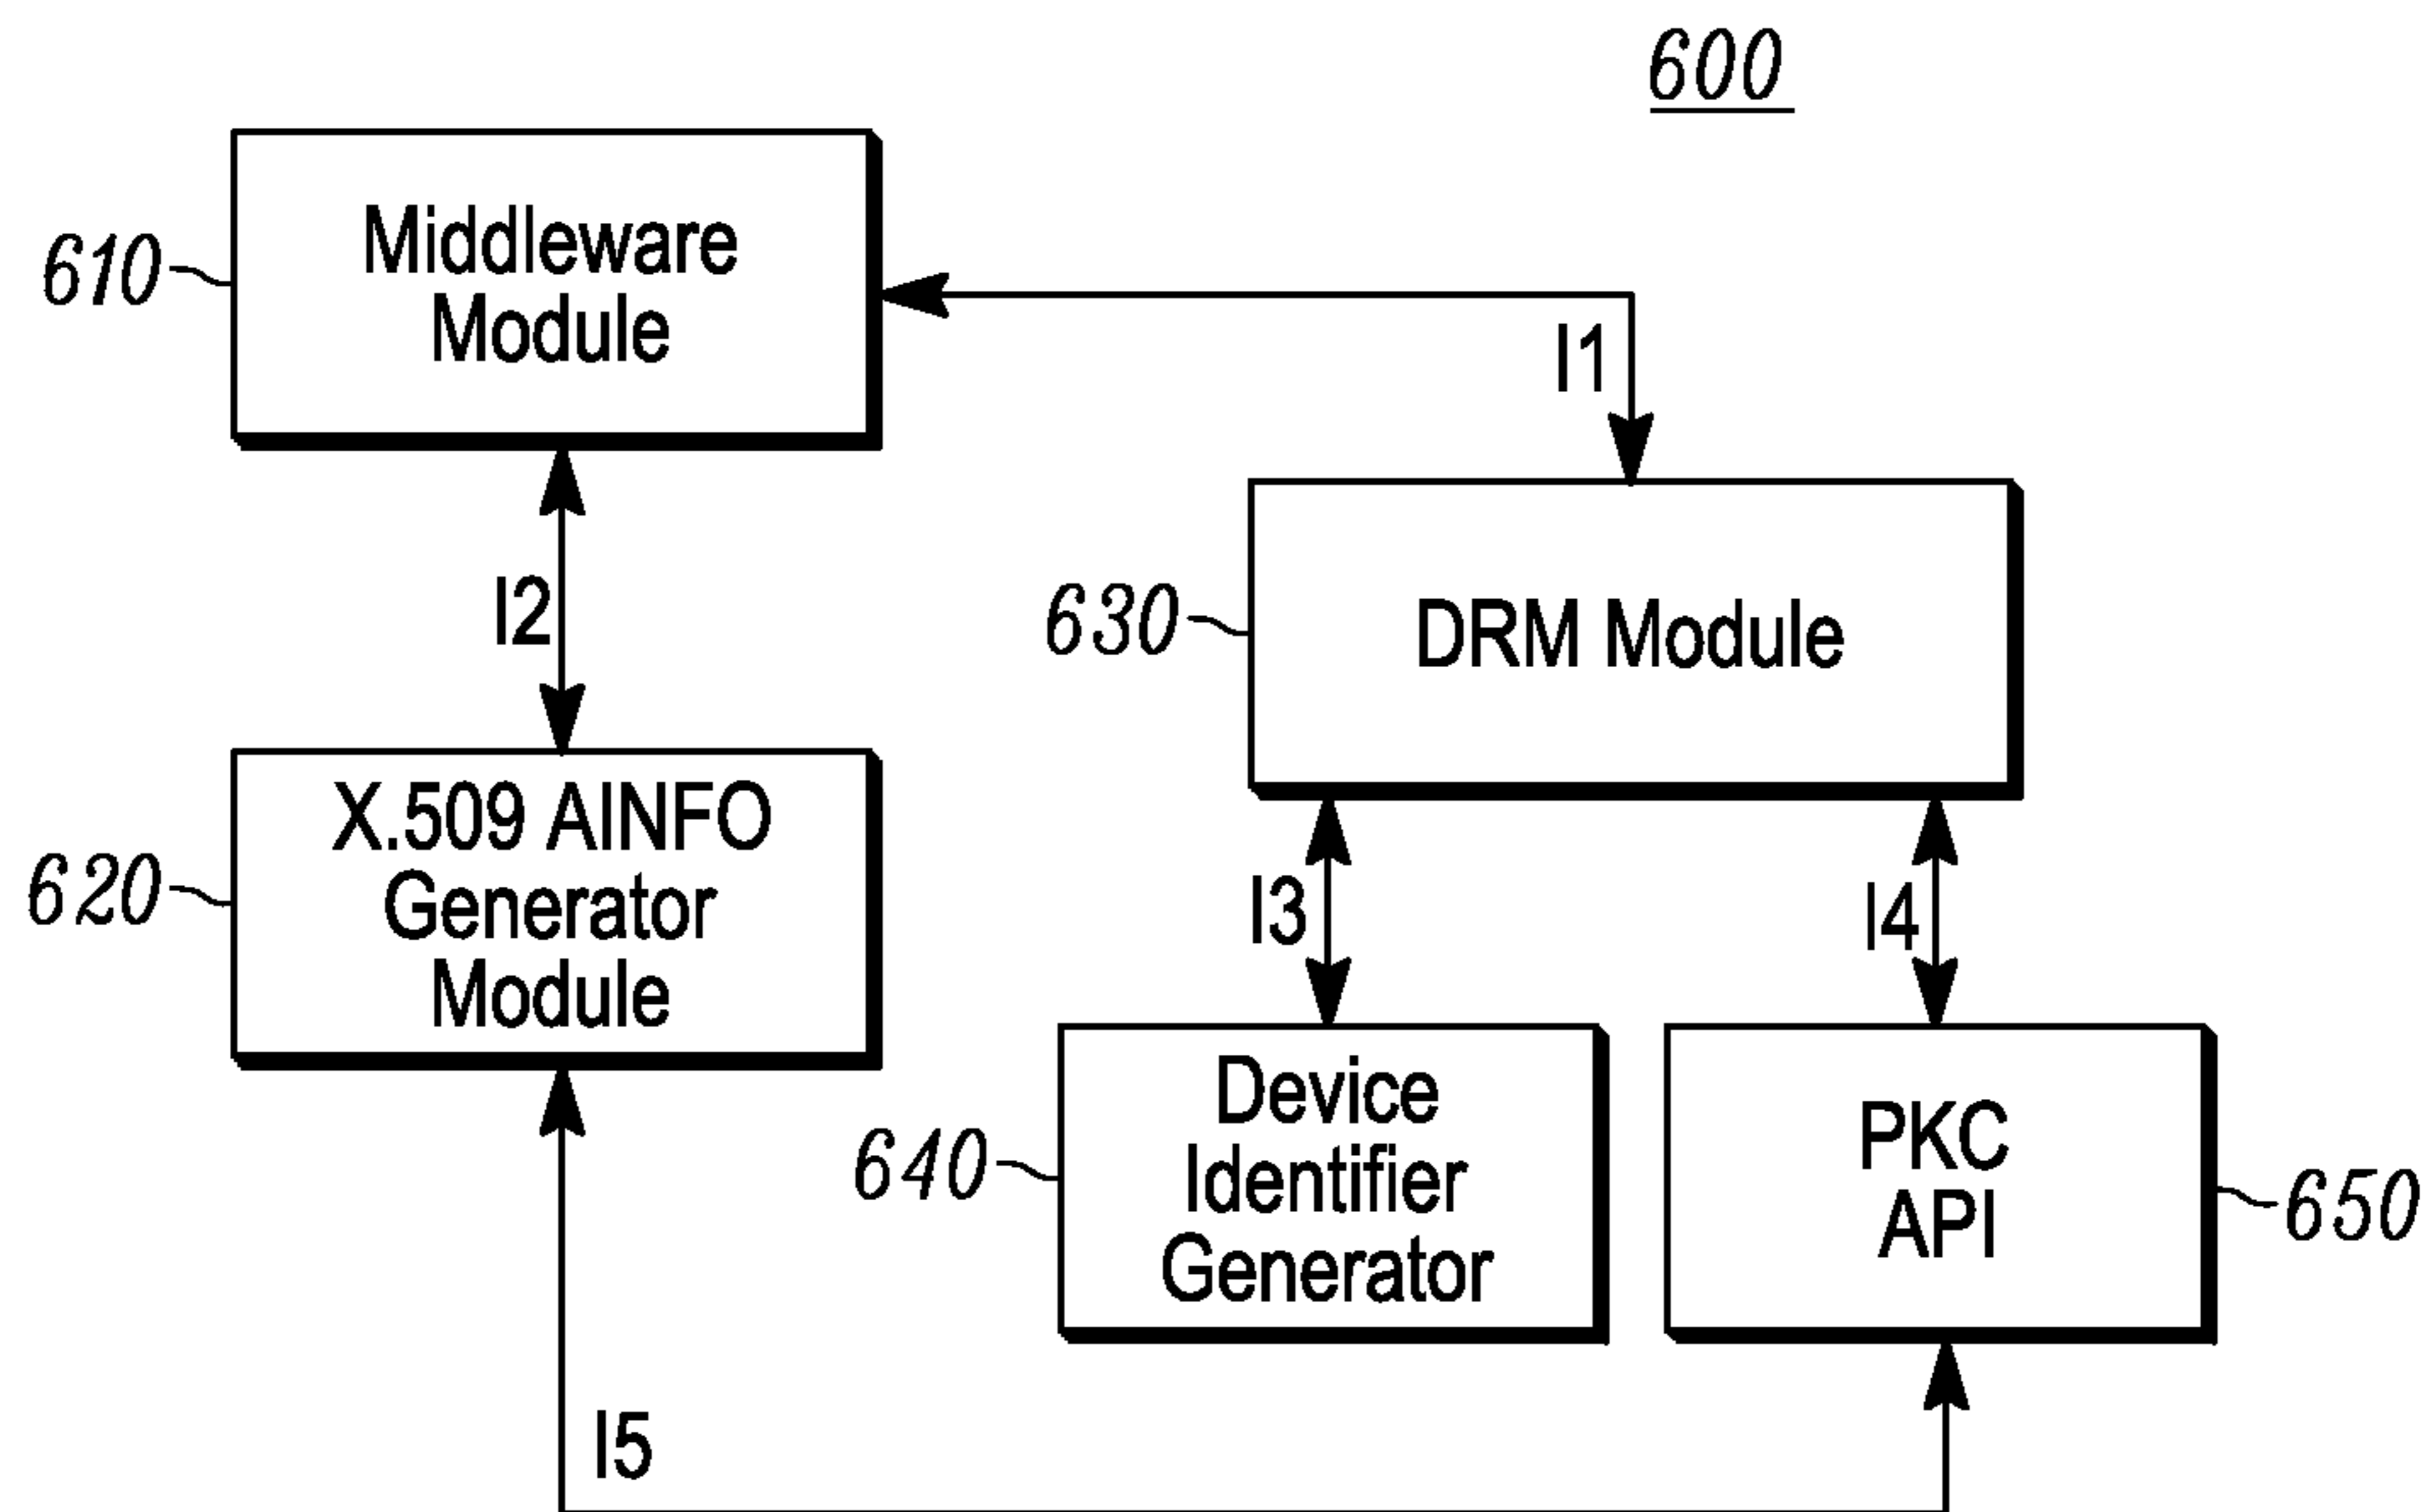 600
Middleware
Module
610
I1
I2
630
DRM Module
X.509 AINFO
Generator
Module
620
I3
I4
Device
Identifier
Generator
640
PKC
API
650
I5